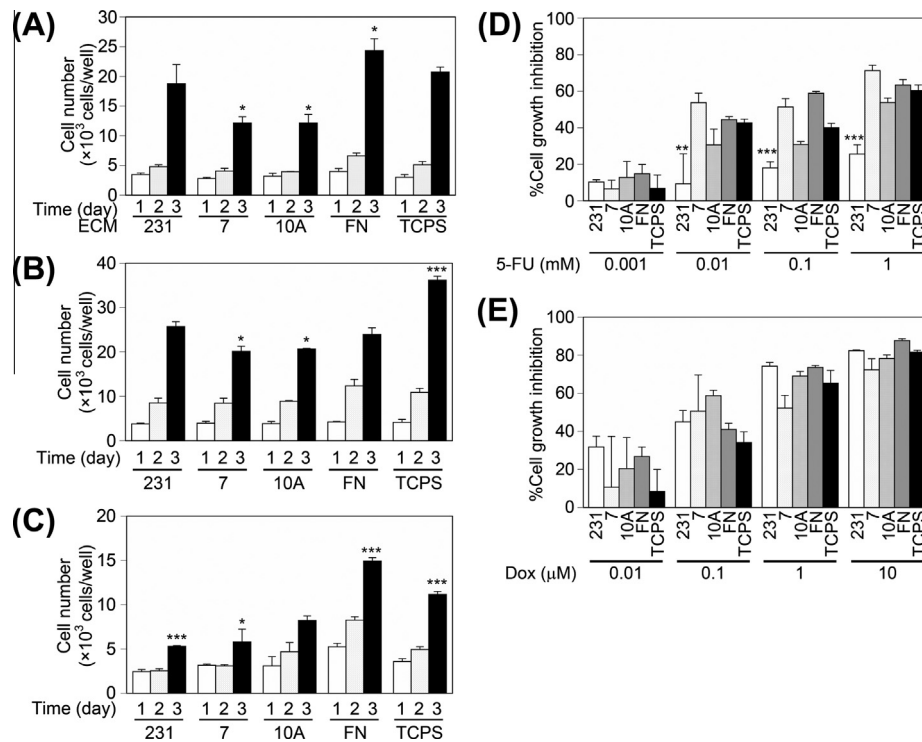 (A)
Cell number
(×10³ cells/well)
30
25
20
15
10
5
0
*
*
*
Time (day) 1 2 3 1 2 3 1 2 3 1 2 3 1 2 3
ECM 231 7 10A FN TCPS
(B)
Cell number
(×10³ cells/well)
40
30
20
10
0
*
*
***
Time (day) 1 2 3 1 2 3 1 2 3 1 2 3 1 2 3
231 7 10A FN TCPS
(C)
Cell number
(×10³ cells/well)
20
15
10
5
0
***
*
***
***
Time (day) 1 2 3 1 2 3 1 2 3 1 2 3 1 2 3
231 7 10A FN TCPS
(D)
%Cell growth inhibition
100
80
60
40
20
0
**
***
***
231 7 10A FN TCPS 231 7 10A FN TCPS 231 7 10A FN TCPS 231 7 10A FN TCPS
5-FU (mM) 0.001 0.01 0.1 1
(E)
%Cell growth inhibition
100
80
60
40
20
0
231 7 10A FN TCPS 231 7 10A FN TCPS 231 7 10A FN TCPS 231 7 10A FN TCPS
Dox (μM) 0.01 0.1 1 10